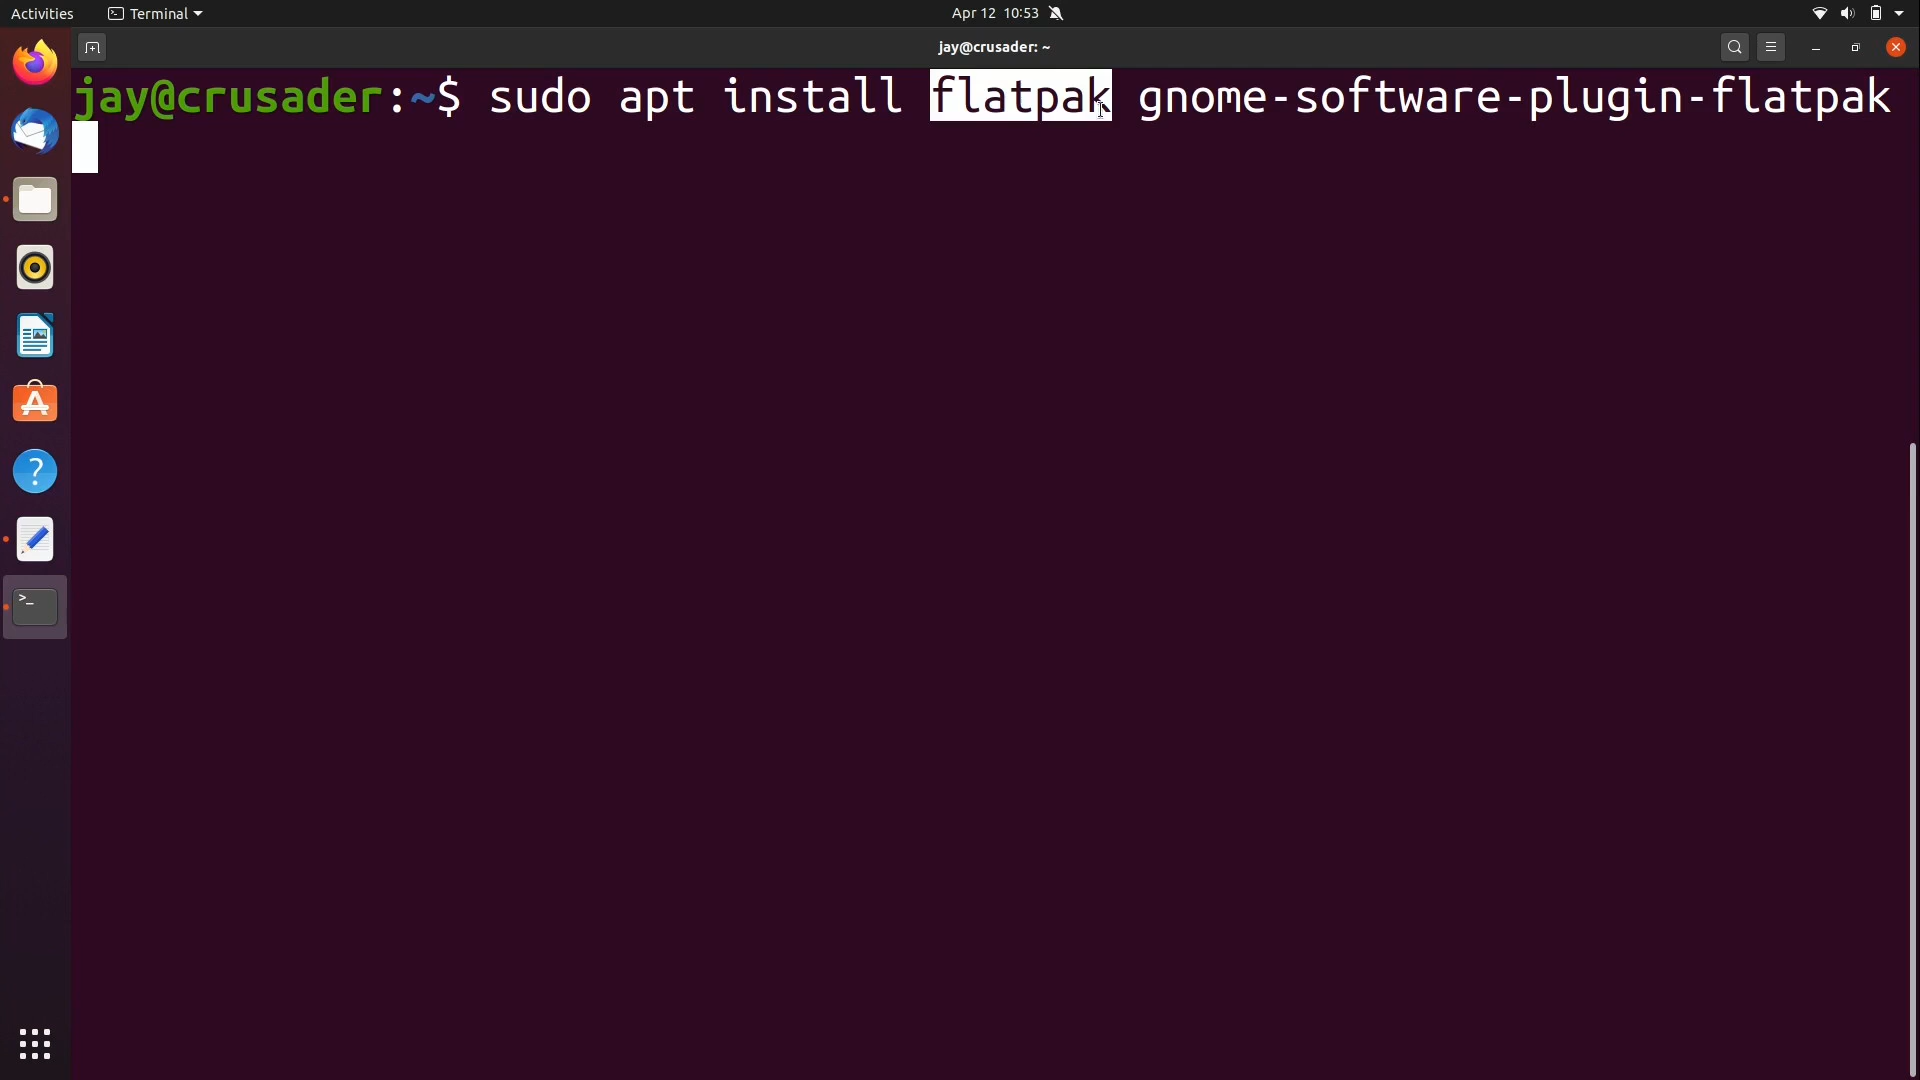 Activities
Terminal
Apr 12 10:53
jay@crusader: ~
jay@crusader:~$ sudo apt install flatpak gnome-software-plugin-flatpak